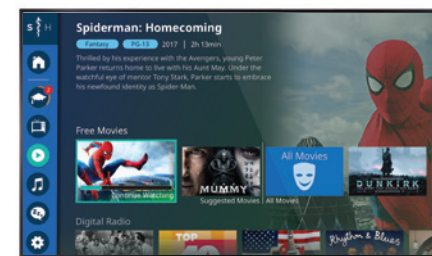 S H
Spiderman: Homecoming
Fantasy PG-13 2017 | 2h 13min
Thrilled by his experience with the Avengers, young Peter
Parker returns home to live with his Aunt May. Under the
watchful eye of mentor Tony Stark, Parker starts to embrace
his newfound identity as Spider-Man.
Free Movies
Continue Watching
MUMMY
Suggested Movies
All Movies
All Movies
DUNKIRK
Digital Radio
TOP
40
Rhythm & Blues